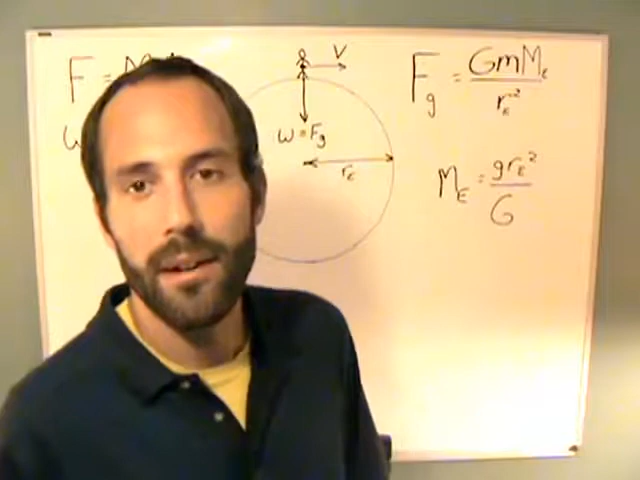 F =
V
W = Fg
rE
Fg = GmME / rE²
ME = grE² / G